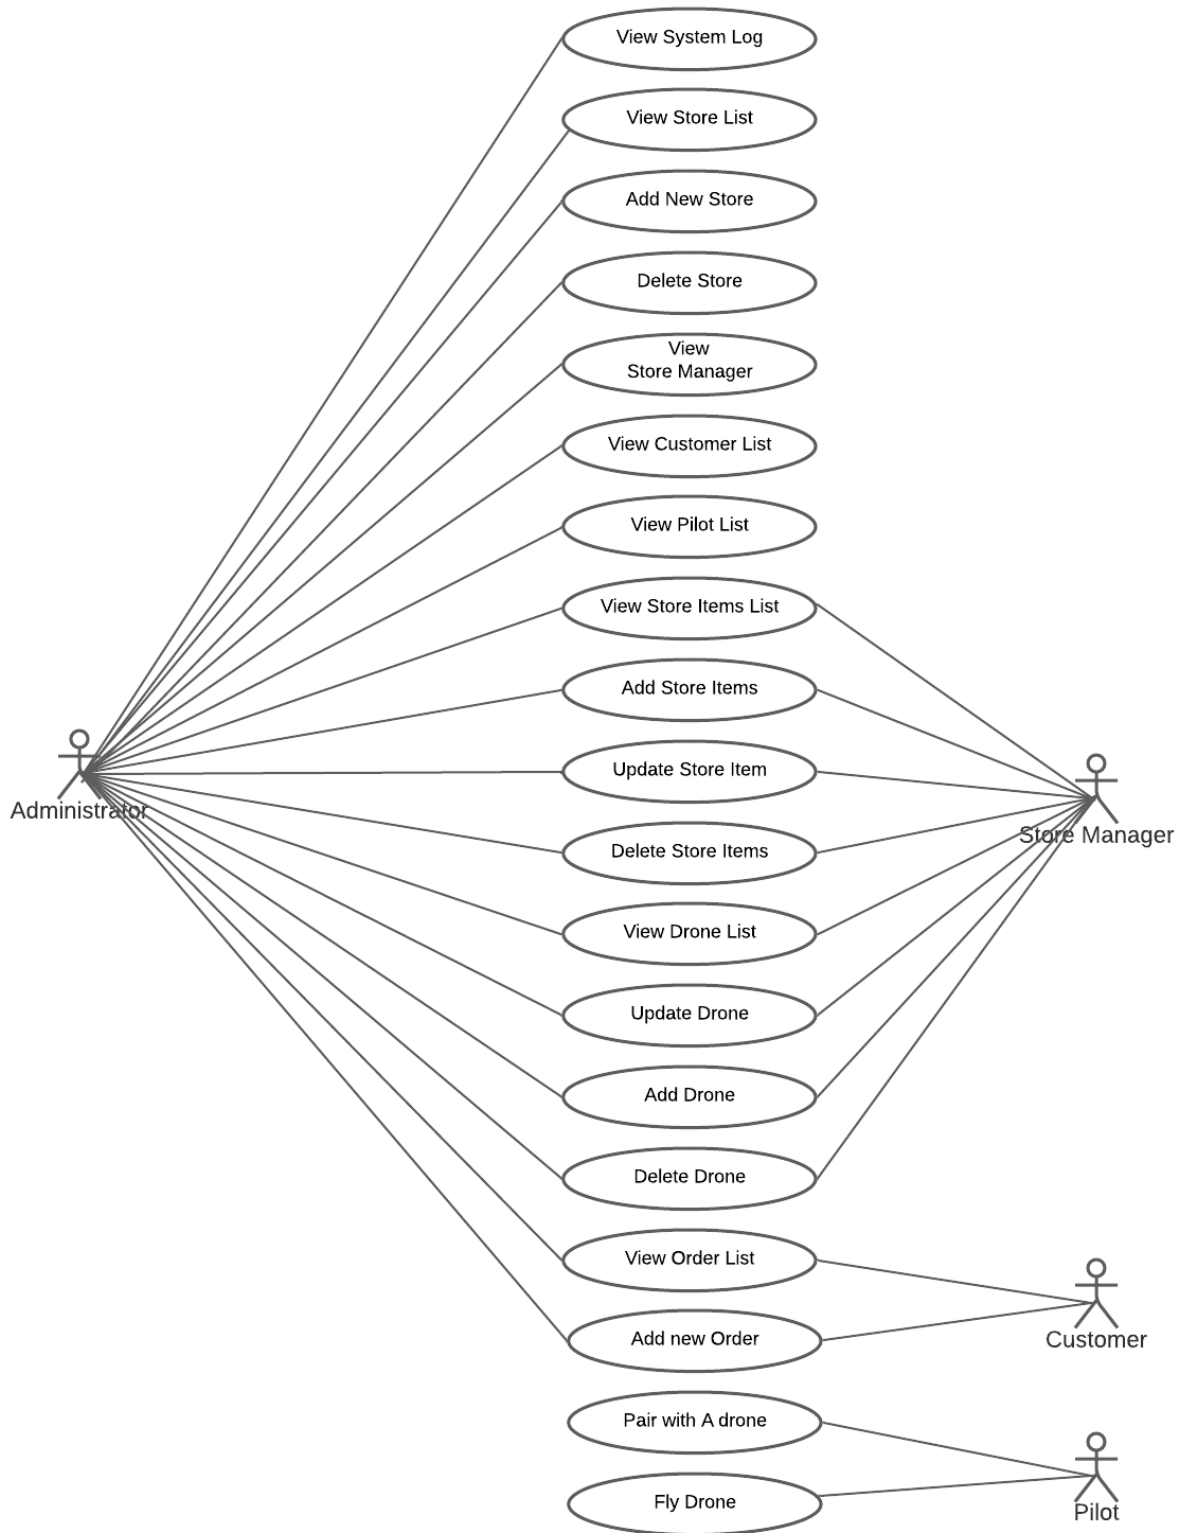 View System Log
View Store List
Add New Store
Delete Store
View
Store Manager
View Customer List
View Pilot List
View Store Items List
Add Store Items
Administrator
Update Store Item
Store Manager
Delete Store Items
View Drone List
Update Drone
Add Drone
Delete Drone
View Order List
Add new Order
Customer
Pair with A drone
Fly Drone
Pilot